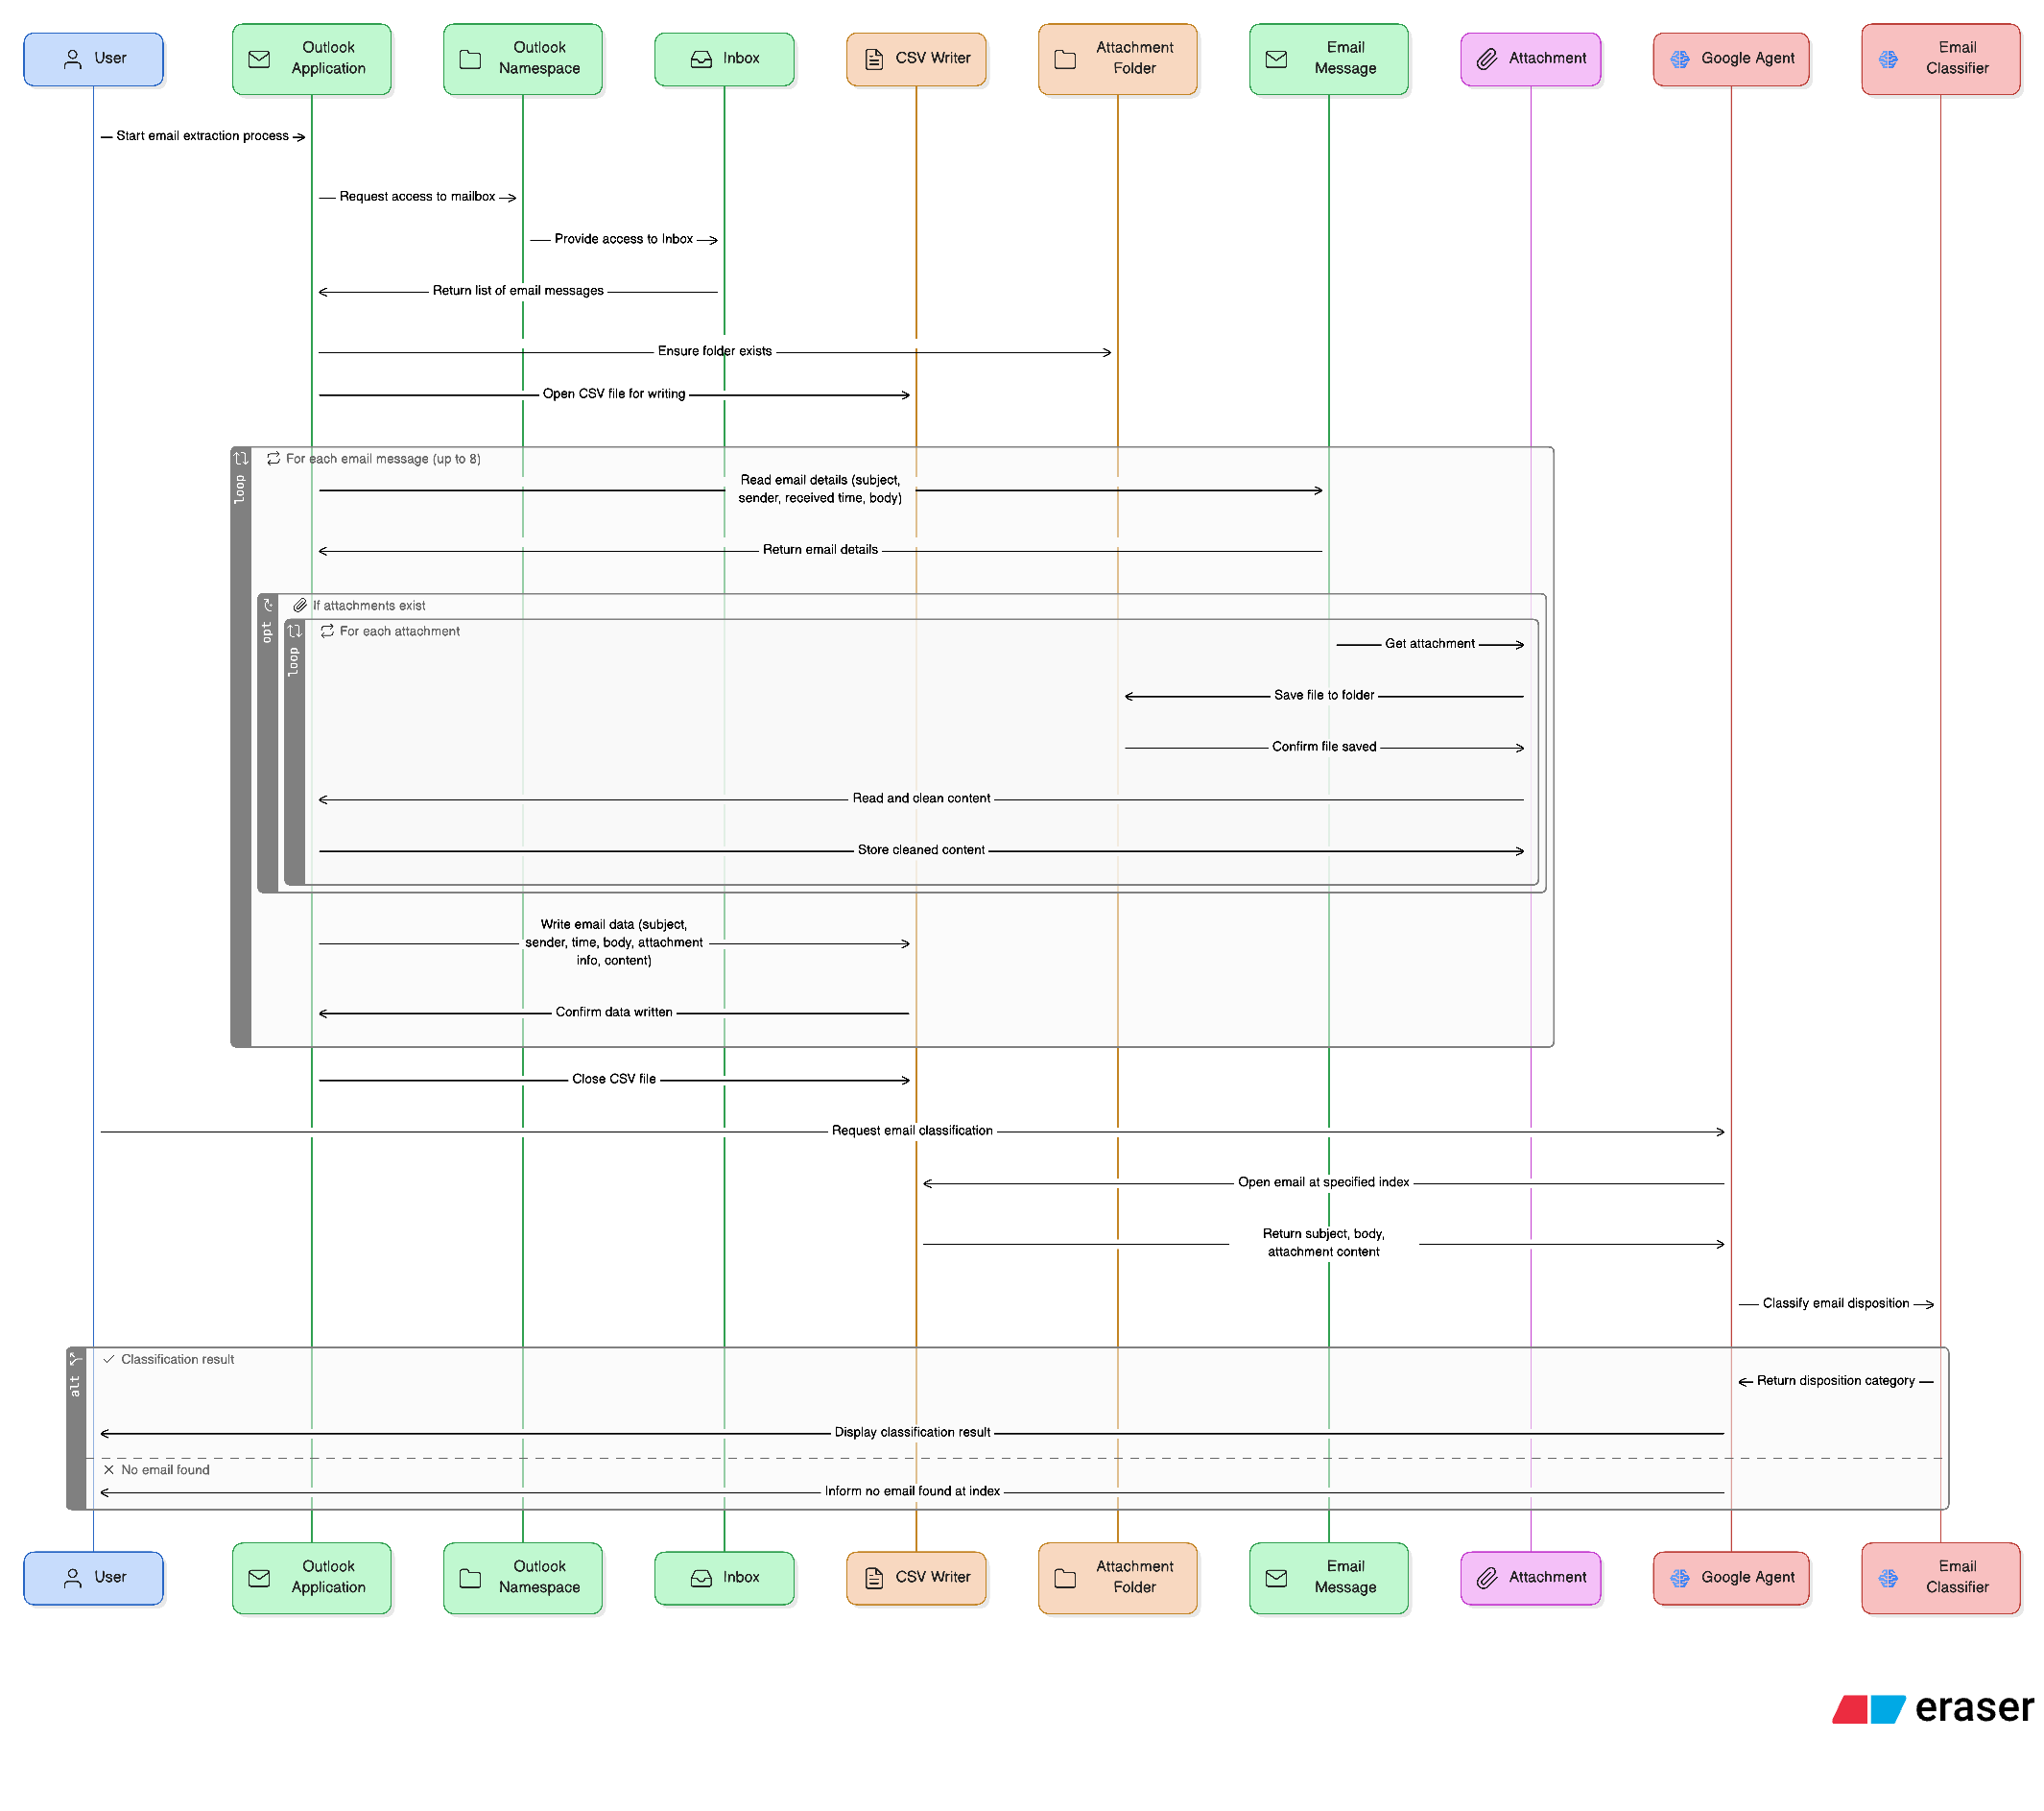 User
Outlook
Application
Outlook
Namespace
Inbox
CSV Writer
Attachment
Folder
Email
Message
Attachment
Google Agent
Email
Classifier
Start email extraction process
Request access to mailbox
Provide access to Inbox
Return list of email messages
Ensure folder exists
Open CSV file for writing
loop
For each email message (up to 8)
Read email details (subject,
sender, received time, body)
Return email details
opt
If attachments exist
loop
For each attachment
Get attachment
Save file to folder
Confirm file saved
Read and clean content
Store cleaned content
Write email data (subject,
sender, time, body, attachment
info, content)
Confirm data written
Close CSV file
Request email classification
Open email at specified index
Return subject, body,
attachment content
Classify email disposition
alt
Classification result
Return disposition category
Display classification result
No email found
Inform no email found at index
User
Outlook
Application
Outlook
Namespace
Inbox
CSV Writer
Attachment
Folder
Email
Message
Attachment
Google Agent
Email
Classifier
eraser